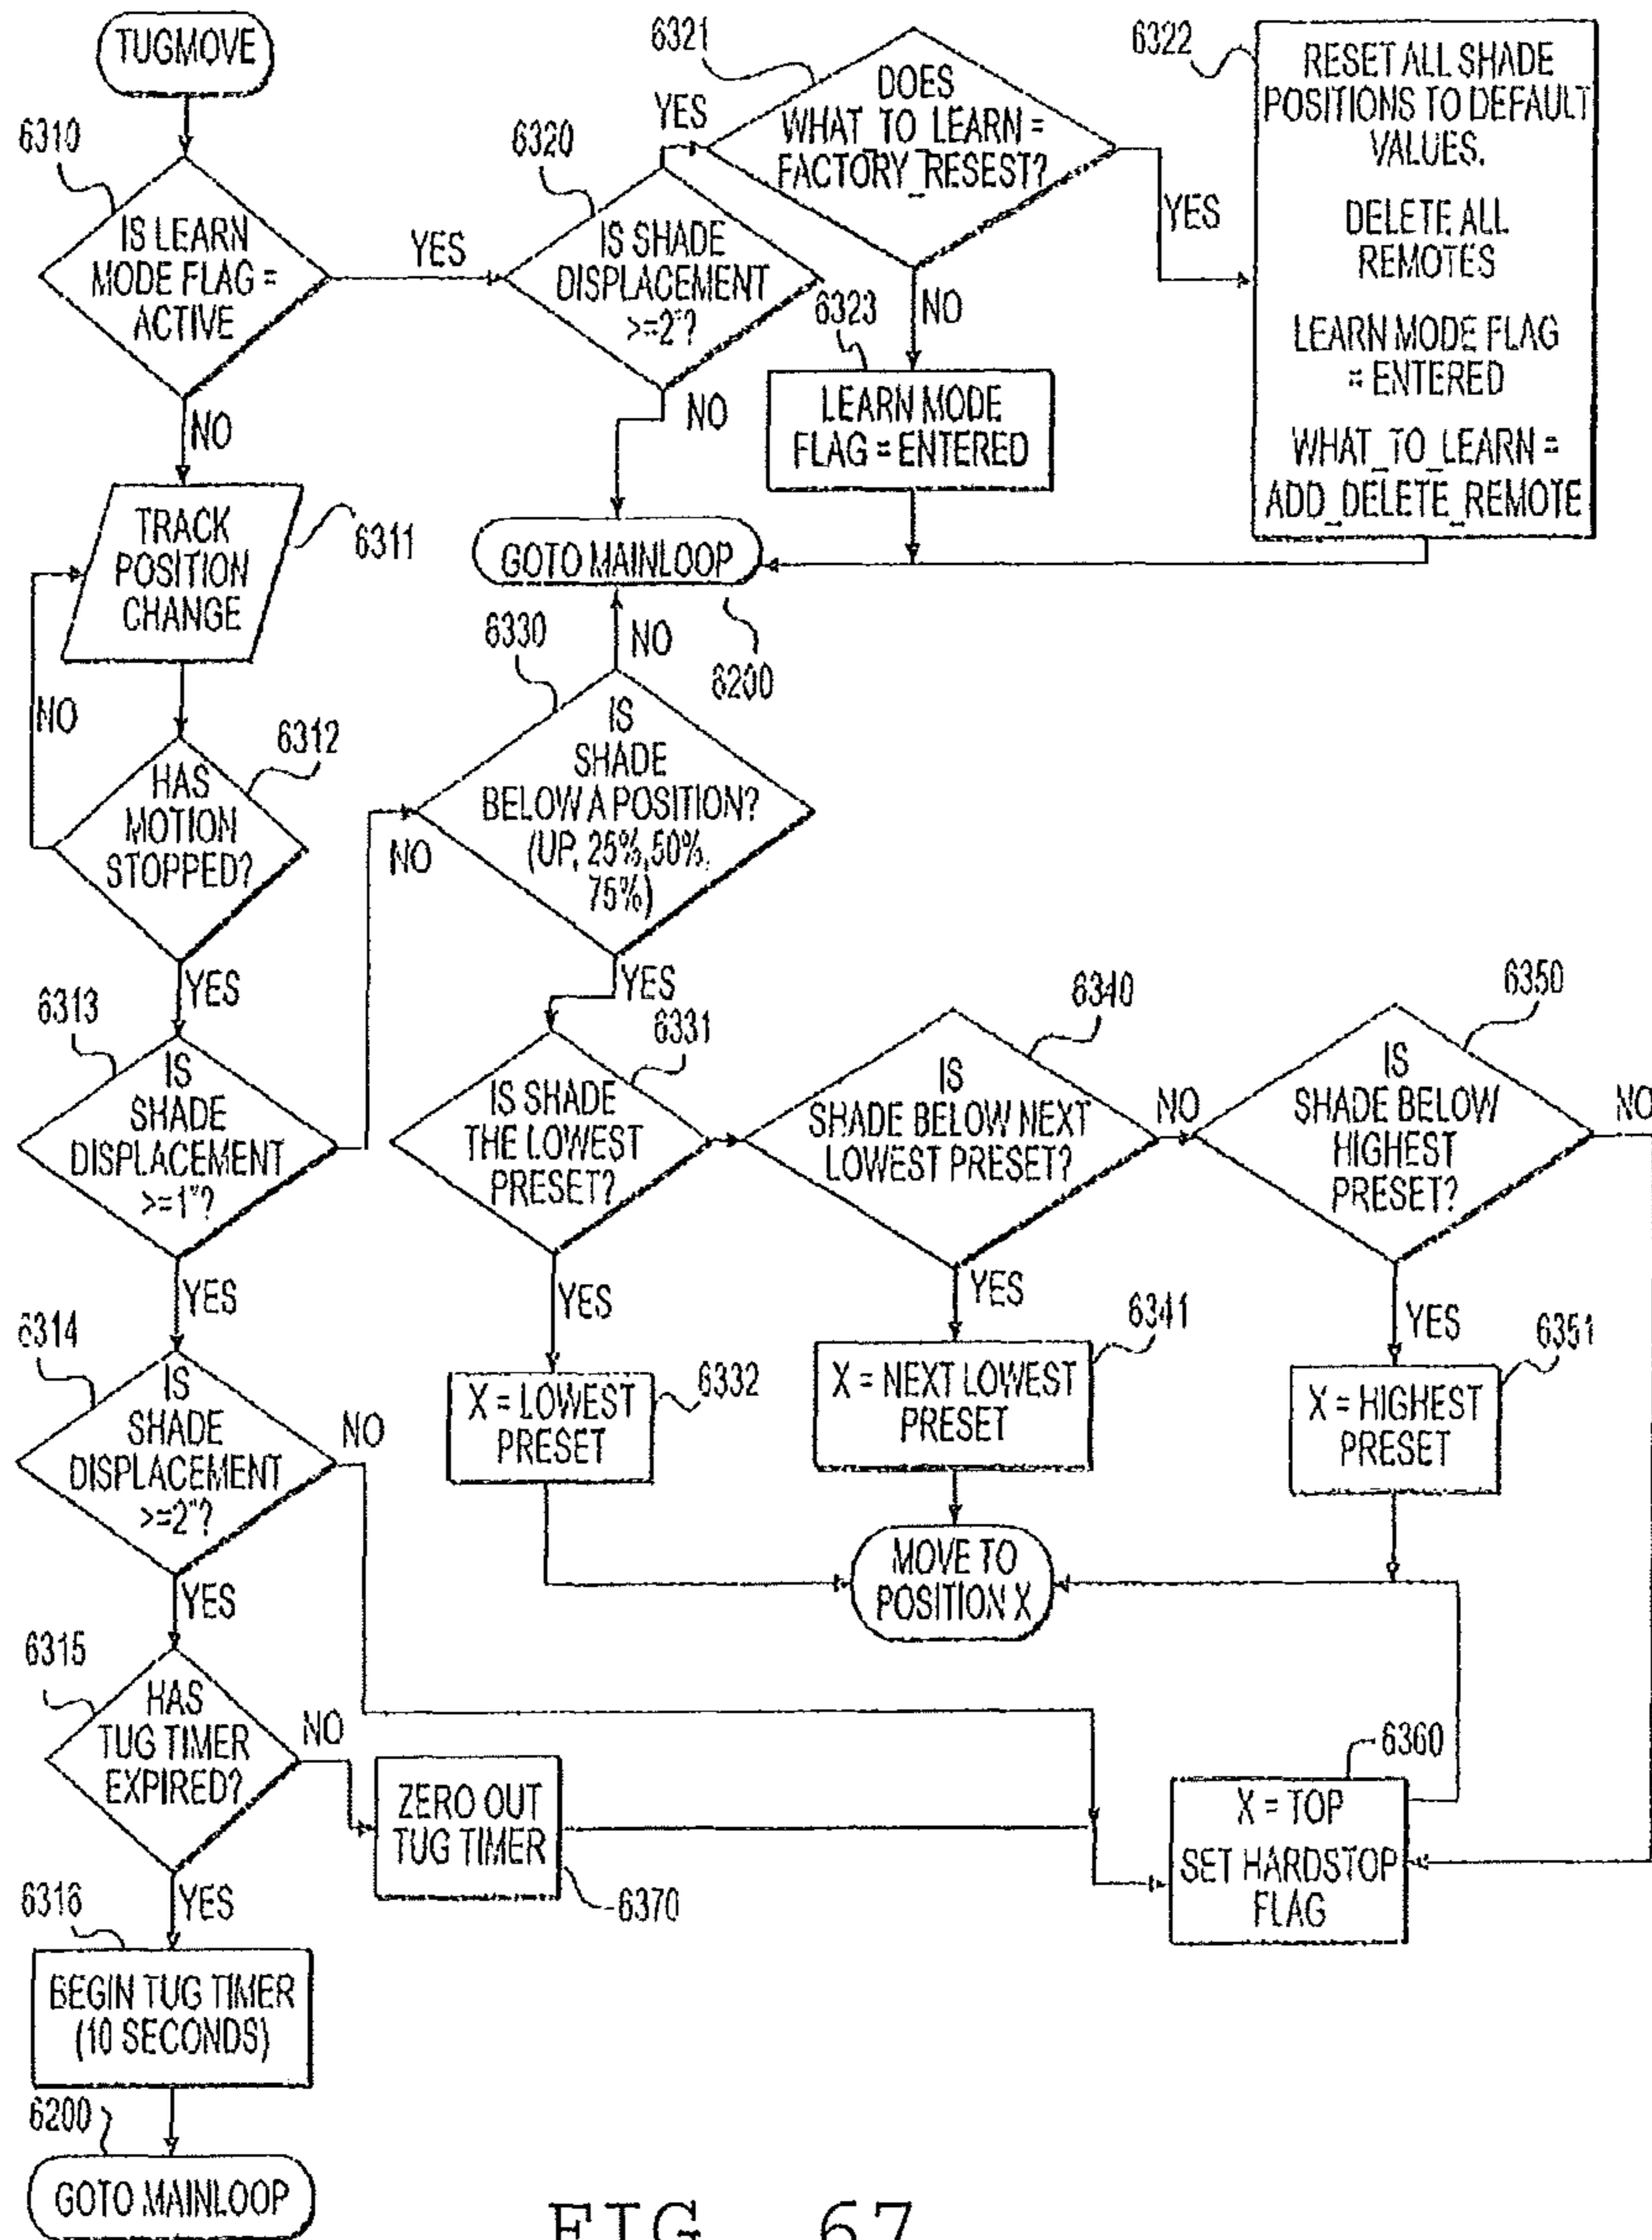 TUGMOVE
6310
IS LEARN
MODE FLAG =
ACTIVE
YES
NO
6320
IS SHADE
DISPLACEMENT
>=2"?
YES
NO
6321
DOES
WHAT_TO_LEARN =
FACTORY_RESEST?
YES
NO
6322
RESET ALL SHADE
POSITIONS TO DEFAULT
VALUES.
DELETE ALL
REMOTES
LEARN MODE FLAG
= ENTERED
WHAT_TO_LEARN =
ADD_DELETE_REMOTE
6323
LEARN MODE
FLAG = ENTERED
TRACK
POSITION
CHANGE
6311
GOTO MAINLOOP
6200
NO
6312
HAS
MOTION
STOPPED?
YES
6330
NO
IS
SHADE
BELOW A POSITION?
(UP, 25%,50%,
75%)
NO
YES
6313
IS
SHADE
DISPLACEMENT
>=1"?
YES
6331
IS SHADE
THE LOWEST
PRESET?
YES
6340
IS
SHADE BELOW NEXT
LOWEST PRESET?
NO
YES
6350
IS
SHADE BELOW
HIGHEST
PRESET?
NO
YES
6314
IS
SHADE
DISPLACEMENT
>=2"?
NO
YES
X = LOWEST
PRESET
6332
X = NEXT LOWEST
PRESET
6341
X = HIGHEST
PRESET
6351
MOVE TO
POSITION X
6315
HAS
TUG TIMER
EXPIRED?
NO
YES
ZERO OUT
TUG TIMER
6370
6360
X = TOP
SET HARDSTOP
FLAG
6316
BEGIN TUG TIMER
(10 SECONDS)
6200
GOTO MAINLOOP
FIG. 67